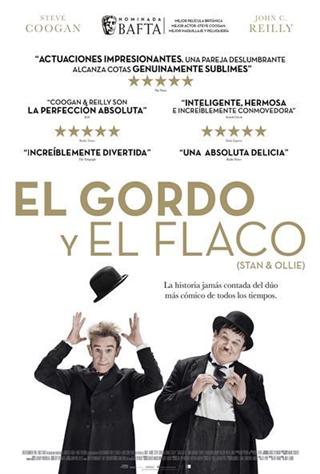 STEVE
COOGAN
NOMINADA
BAFTA
MEJOR PELÍCULA BRITÁNICA
MEJOR ACTOR: STEVE COOGAN
MEJOR MAQUILLAJE Y PELUQUERÍA
JOHN C.
REILLY
"ACTUACIONES IMPRESIONANTES, UNA PAREJA DESLUMBRANTE
ALCANZA COTAS GENUINAMENTE SUBLIMES"
"COOGAN & REILLY SON
LA PERFECCIÓN ABSOLUTA"
"INTELIGENTE, HERMOSA
E INCREÍBLEMENTE CONMOVEDORA"
"INCREÍBLEMENTE DIVERTIDA"
"UNA ABSOLUTA DELICIA"
EL GORDO
Y EL FLACO
(STAN & OLLIE)
La historia jamás contada del dúo
más cómico de todos los tiempos.